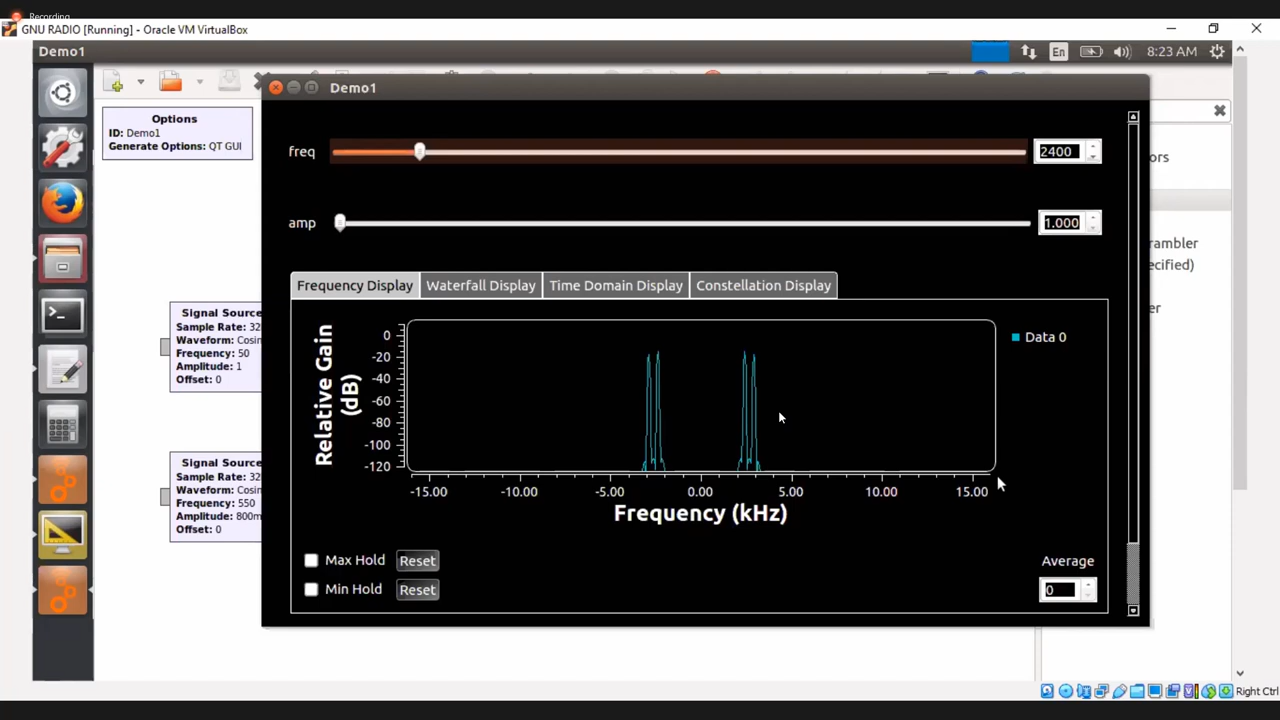 Recording
GNU RADIO [Running] - Oracle VM VirtualBox
Demo1
En
8:23 AM
Demo1
Options
ID: Demo1
Generate Options: QT GUI
freq
2400
amp
1.000
ors
rambler
ecified)
er
Frequency Display
Waterfall Display
Time Domain Display
Constellation Display
Signal Source
Sample Rate: 32
Waveform: Cosin
Frequency: 50
Amplitude: 1
Offset: 0
Signal Source
Sample Rate: 32
Waveform: Cosin
Frequency: 550
Amplitude: 800m
Offset: 0
Relative Gain
(dB)
0
-20
-40
-60
-80
-100
-120
Data 0
-15.00
-10.00
-5.00
0.00
5.00
10.00
15.00
Frequency (kHz)
Max Hold
Reset
Min Hold
Reset
Average
0
Right Ctrl